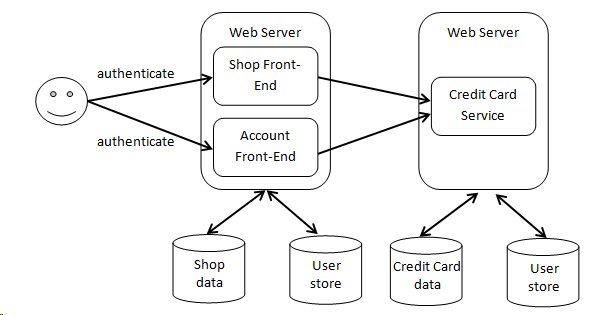 Web Server
Web Server
Shop Front-
End
authenticate
Credit Card
Service
authenticate
Account
Front-End
Shop
data
User
store
Credit Card
data
User
store